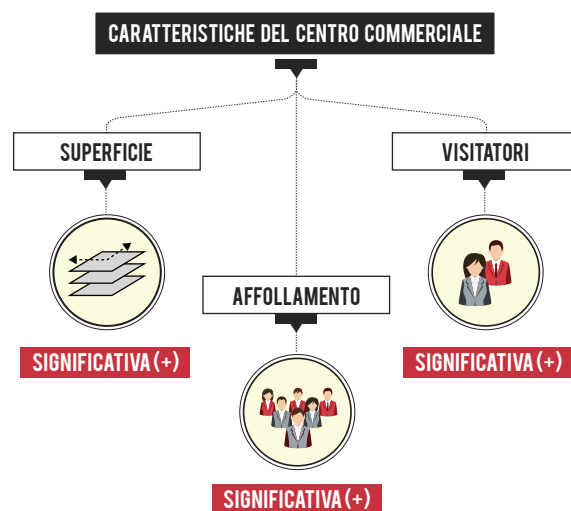 CARATTERISTICHE DEL CENTRO COMMERCIALE
SUPERFICIE
VISITATORI
AFFOLLAMENTO
SIGNIFICATIVA (+)
SIGNIFICATIVA (+)
SIGNIFICATIVA (+)